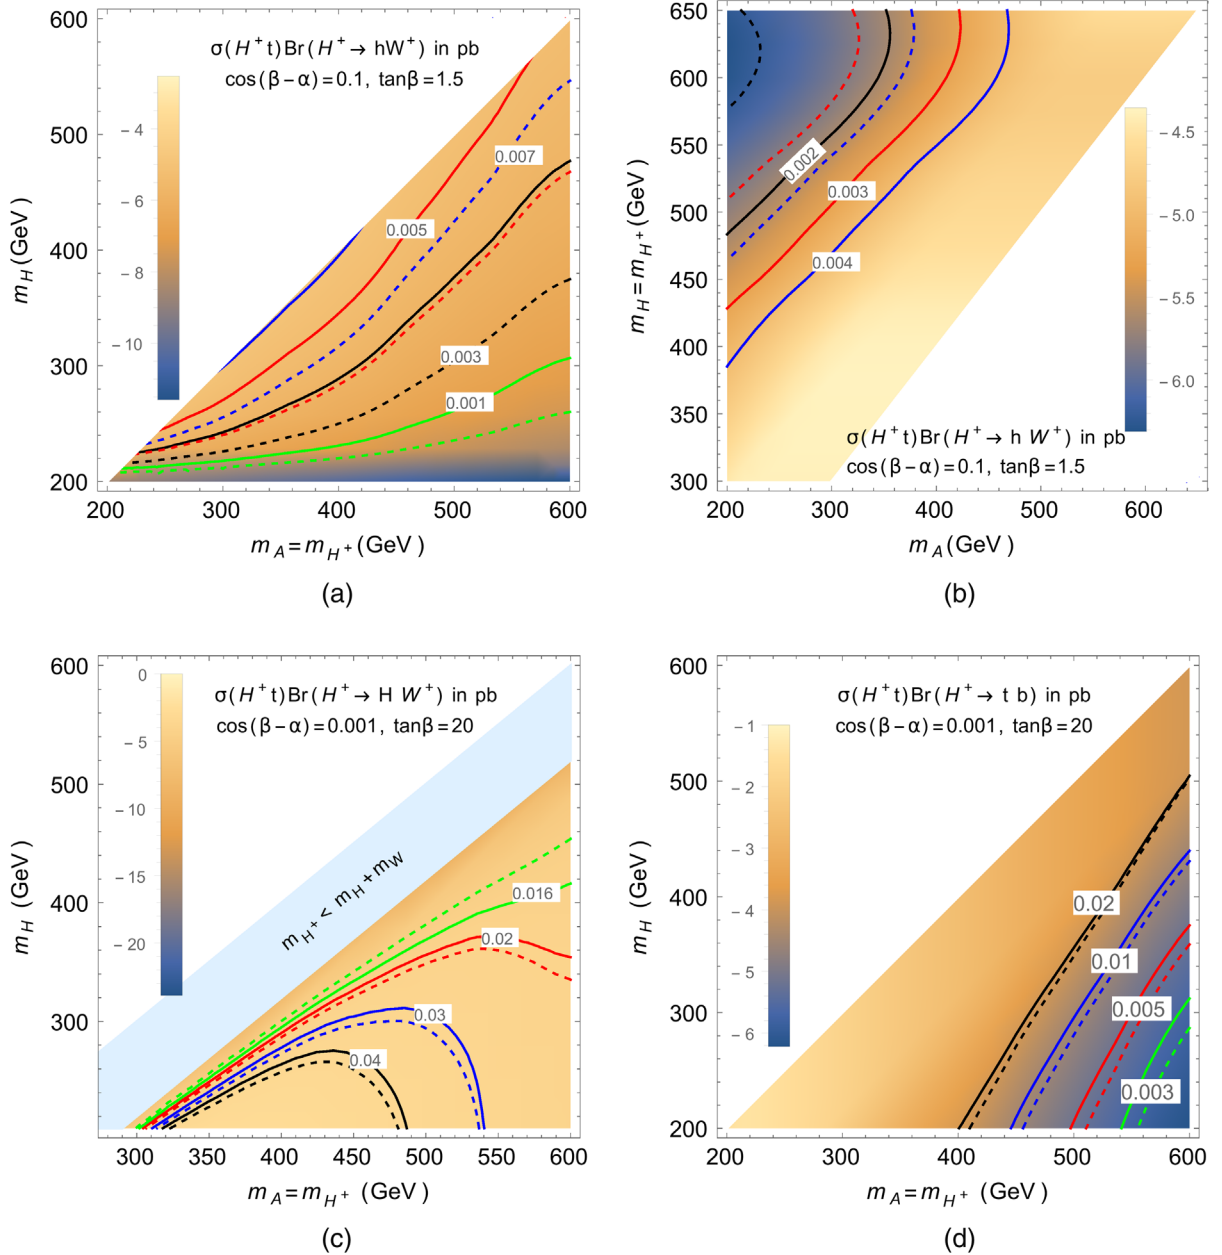 σ(H⁺t)Br(H⁺→ hW⁺) in pb
cos(β−α)=0.1, tanβ=1.5
−4
−6
−8
−10
600
500
400
300
200
0.007
0.005
0.003
0.001
m_H (GeV)
200 300 400 500 600
m_A = m_H⁺ (GeV)
(a)
650
600
550
500
450
400
350
300
0.002
0.003
0.004
−4.5
−5.0
−5.5
−6.0
m_H = m_H⁺ (GeV)
σ(H⁺t)Br(H⁺→ h W⁺) in pb
cos(β−α)=0.1, tanβ=1.5
200 300 400 500 600
m_A (GeV)
(b)
σ(H⁺t)Br(H⁺→ H W⁺) in pb
cos(β−α)=0.001, tanβ=20
0
−5
−10
−15
−20
600
500
400
300
m_H⁺ < m_H + m_W
0.016
0.02
0.03
0.04
m_H (GeV)
300 350 400 450 500 550 600
m_A = m_H⁺ (GeV)
(c)
σ(H⁺t)Br(H⁺→ t b) in pb
cos(β−α)=0.001, tanβ=20
−1
−2
−3
−4
−5
−6
600
500
400
300
200
0.02
0.01
0.005
0.003
m_H (GeV)
200 300 400 500 600
m_A = m_H⁺ (GeV)
(d)